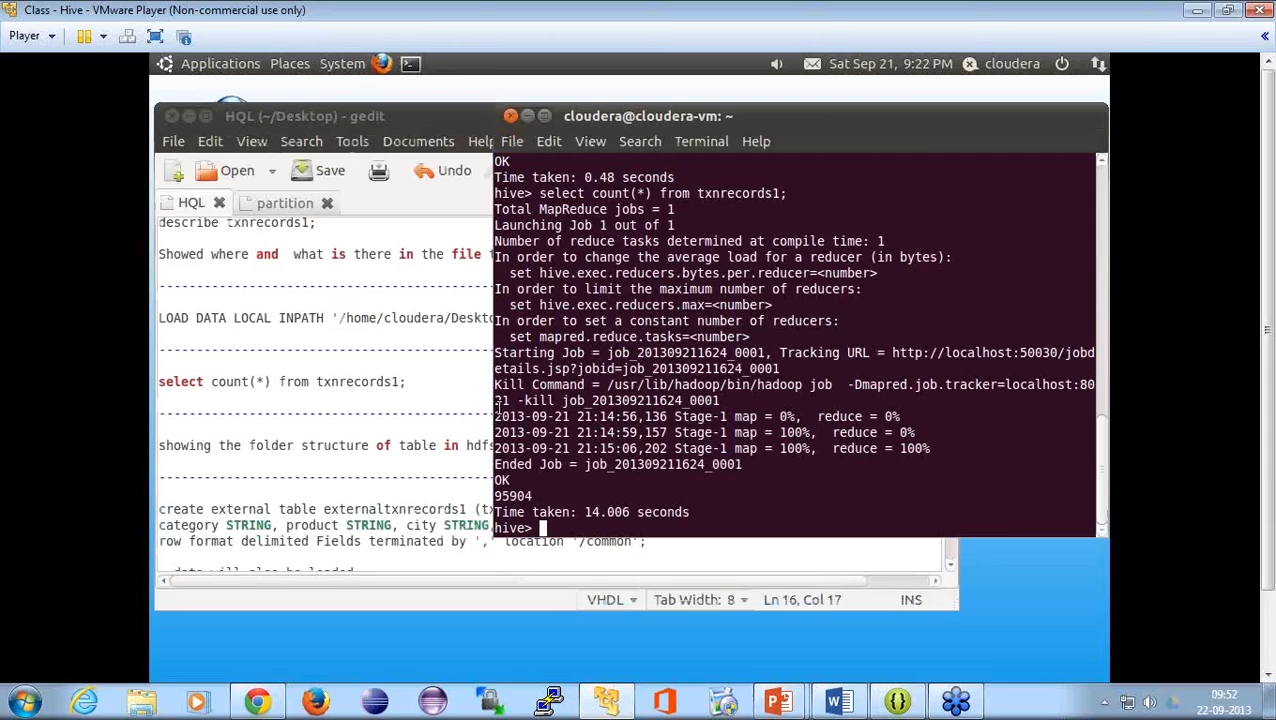 Class - Hive - VMware Player (Non-commercial use only)
Player
Applications Places System Sat Sep 21, 9:22 PM cloudera
HQL (~/Desktop) - gedit
File Edit View Search Tools Documents Help
Open Save Undo
HQL partition
describe txnrecords1;
Showed where and what is there in the file
------------------------------------------
LOAD DATA LOCAL INPATH '/home/cloudera/Deskto
------------------------------------------
select count(*) from txnrecords1;
------------------------------------------
showing the folder structure of table in hdfs
------------------------------------------
create external table externaltxnrecords1 (tx
category STRING, product STRING, city STRING,
row format delimited Fields terminated by ',' location '/common';
data will also be loaded
VHDL Tab Width: 8 Ln 16, Col 17 INS
cloudera@cloudera-vm: ~
File Edit View Search Terminal Help
OK
Time taken: 0.48 seconds
hive> select count(*) from txnrecords1;
Total MapReduce jobs = 1
Launching Job 1 out of 1
Number of reduce tasks determined at compile time: 1
In order to change the average load for a reducer (in bytes):
set hive.exec.reducers.bytes.per.reducer=<number>
In order to limit the maximum number of reducers:
set hive.exec.reducers.max=<number>
In order to set a constant number of reducers:
set mapred.reduce.tasks=<number>
Starting Job = job_201309211624_0001, Tracking URL = http://localhost:50030/jobd
etails.jsp?jobid=job_201309211624_0001
Kill Command = /usr/lib/hadoop/bin/hadoop job  -Dmapred.job.tracker=localhost:80
21 -kill job_201309211624_0001
2013-09-21 21:14:56,136 Stage-1 map = 0%,  reduce = 0%
2013-09-21 21:14:59,157 Stage-1 map = 100%,  reduce = 0%
2013-09-21 21:15:06,202 Stage-1 map = 100%,  reduce = 100%
Ended Job = job_201309211624_0001
OK
95904
Time taken: 14.006 seconds
hive>
09:52
22-09-2013